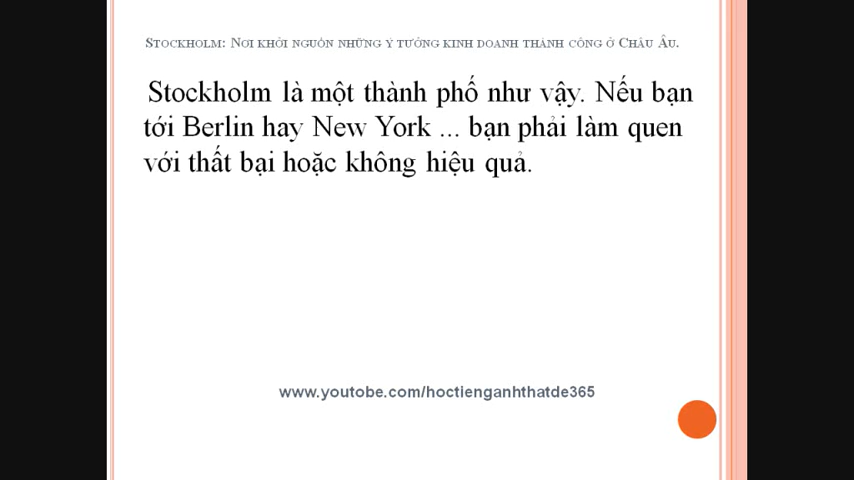 STOCKHOLM: NƠI KHỞI NGUỒN NHỮNG Ý TƯỞNG KINH DOANH THÀNH CÔNG Ở CHÂU ÂU.
Stockholm là một thành phố như vậy. Nếu bạn
tới Berlin hay New York ... bạn phải làm quen
với thất bại hoặc không hiệu quả.
www.youtobe.com/hoctienganhthatde365